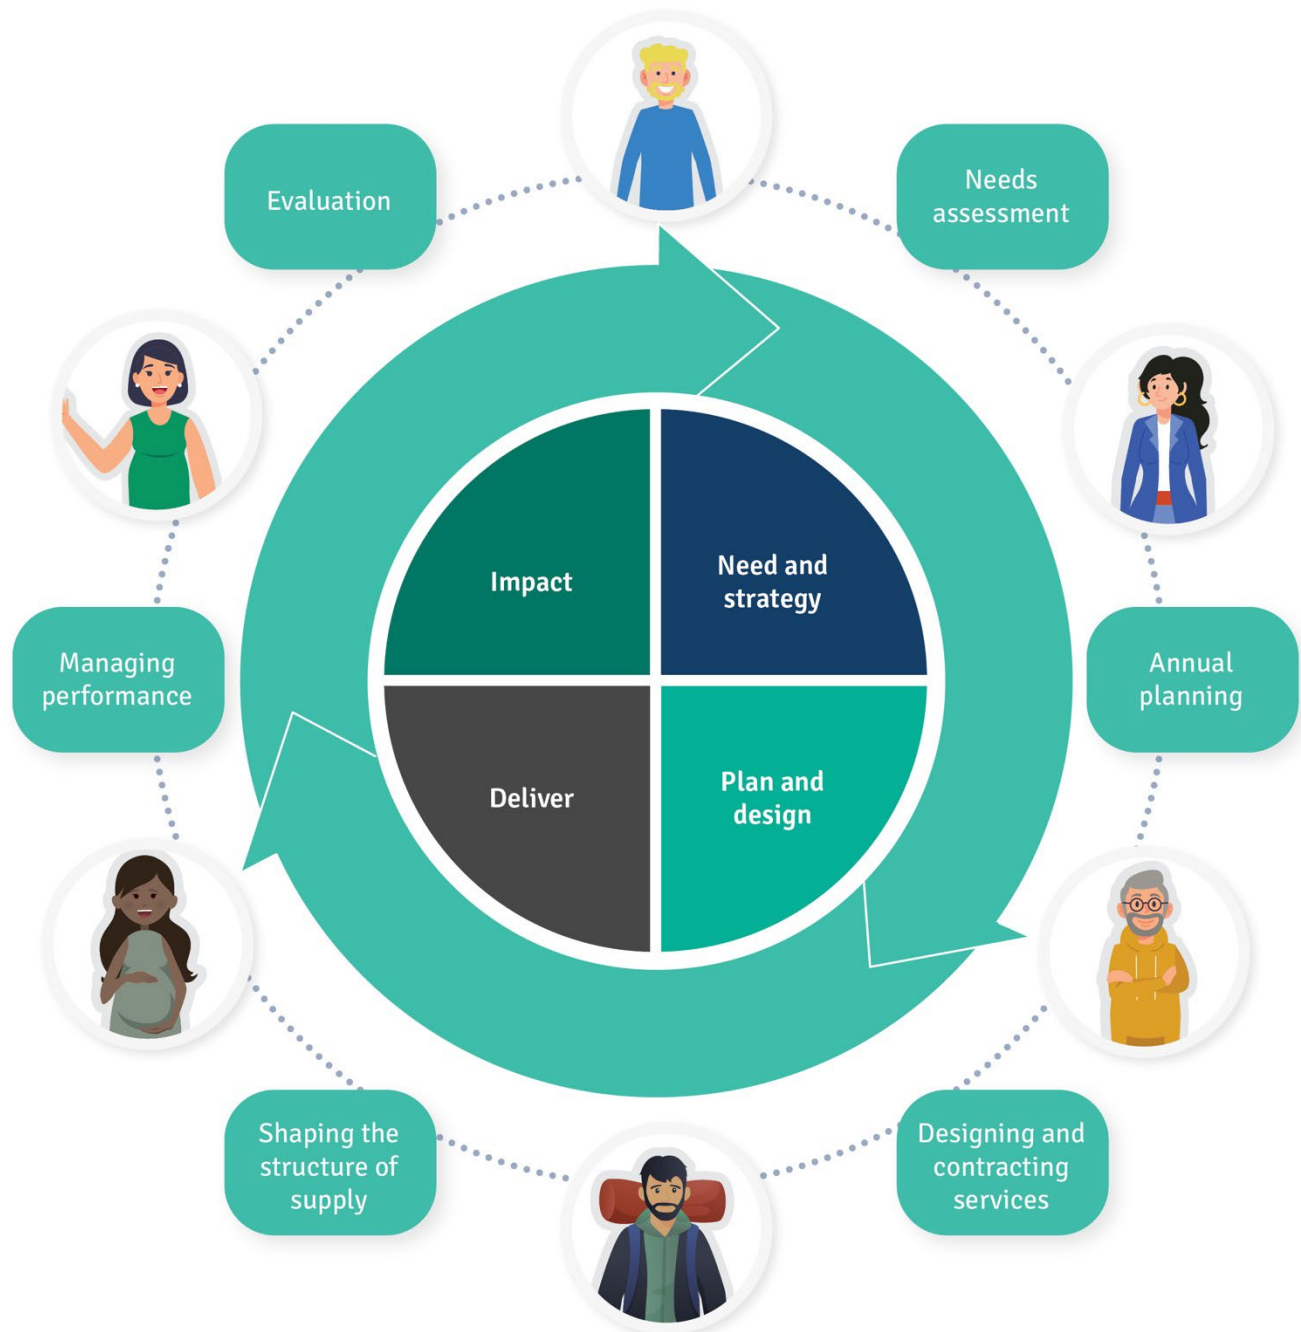 Evaluation
Needs
assessment
Impact
Need and
strategy
Managing
performance
Annual
planning
Deliver
Plan and
design
Shaping the
structure of
supply
Designing and
contracting
services